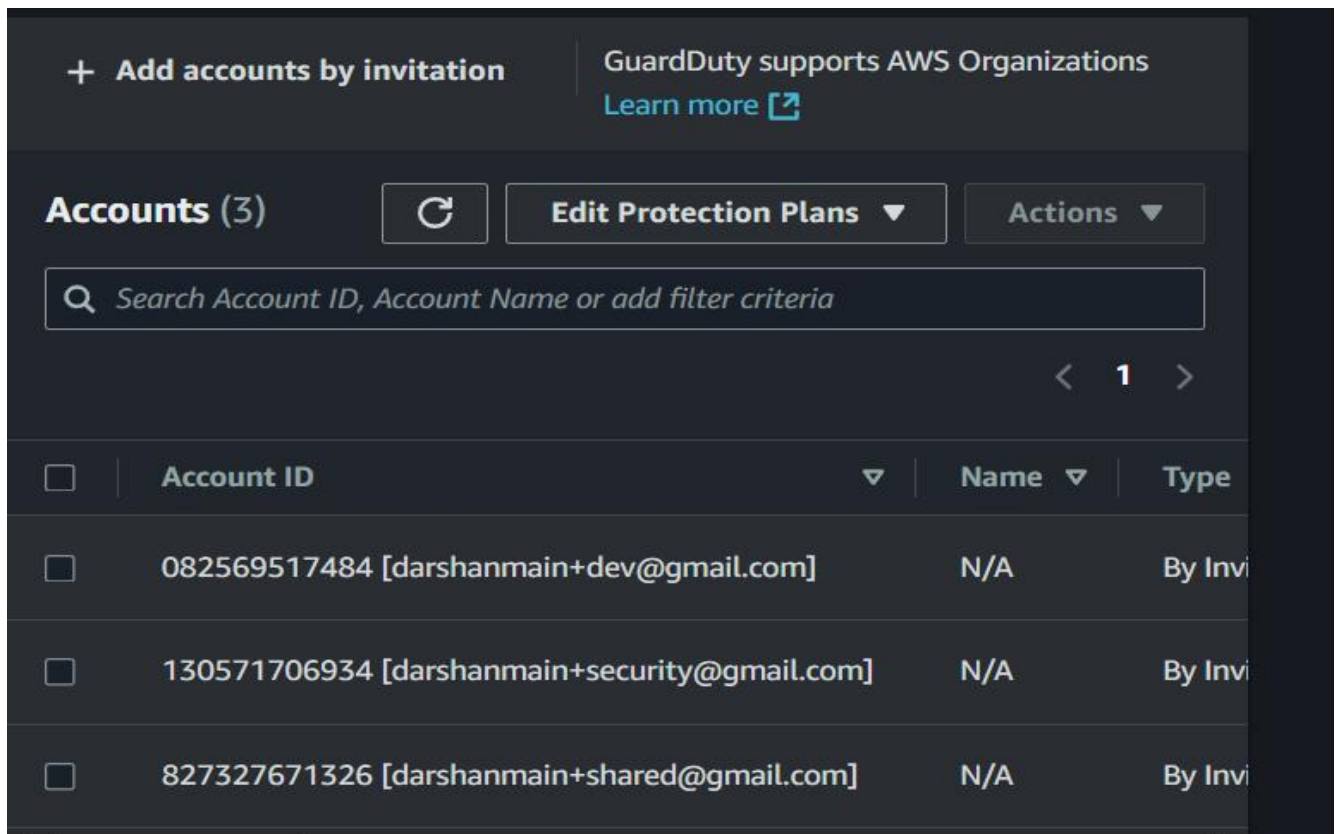 + Add accounts by invitation
GuardDuty supports AWS Organizations
Learn more
Accounts (3)
Edit Protection Plans ▼
Actions ▼
Search Account ID, Account Name or add filter criteria
< 1 >
Account ID Name Type
082569517484 [darshanmain+dev@gmail.com] N/A By Invi
130571706934 [darshanmain+security@gmail.com] N/A By Invi
827327671326 [darshanmain+shared@gmail.com] N/A By Invi